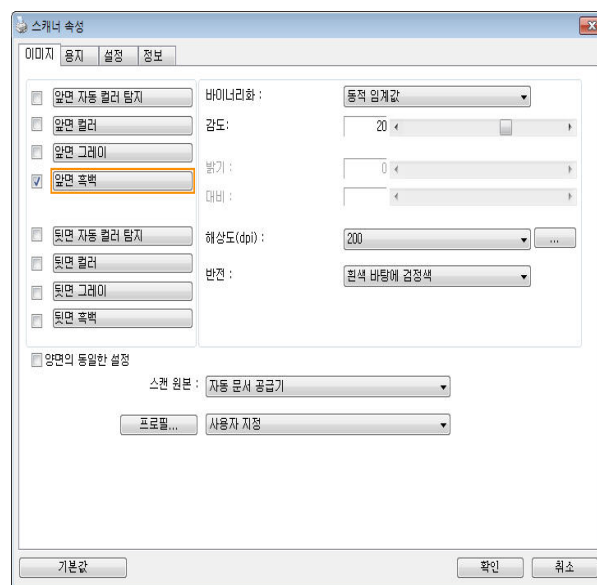 스캐너 속성
이미지 용지 설정 정보
앞면 자동 컬러 탐지
앞면 컬러
앞면 그레이
앞면 흑백
뒷면 자동 컬러 탐지
뒷면 컬러
뒷면 그레이
뒷면 흑백
바이너리화 : 동적 임계값
감도: 20
밝기 : 0
대비 :
해상도(dpi) : 200 ...
반전 : 흰색 바탕에 검정색
양면의 동일한 설정
스캔 원본 : 자동 문서 공급기
프로필... 사용자 지정
기본값 확인 취소